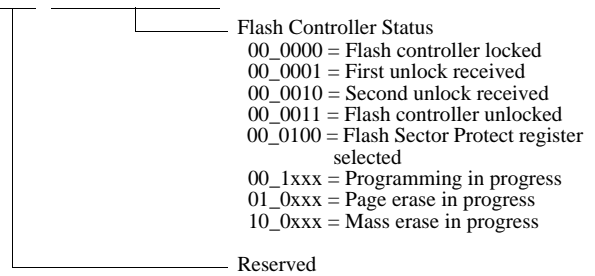 Flash Controller Status
00_0000 = Flash controller locked
00_0001 = First unlock received
00_0010 = Second unlock received
00_0011 = Flash controller unlocked
00_0100 = Flash Sector Protect register
selected
00_1xxx = Programming in progress
01_0xxx = Page erase in progress
10_0xxx = Mass erase in progress
Reserved